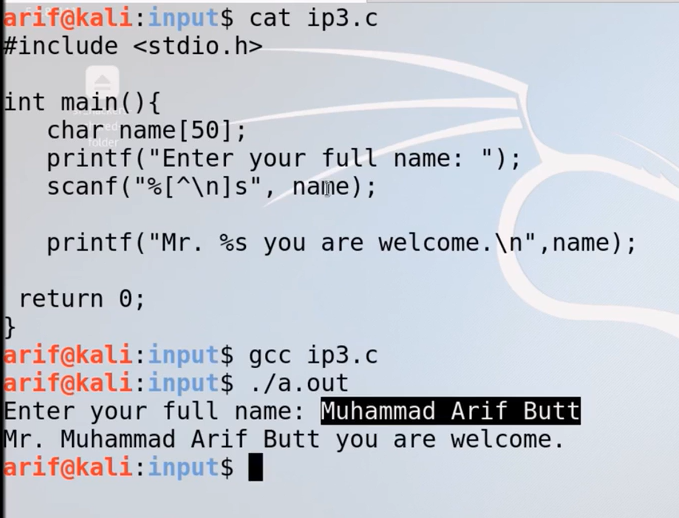 arif@kali:input$ cat ip3.c
#include <stdio.h>
int main(){
   char name[50];
   printf("Enter your full name: ");
   scanf("%[^\n]s", name);
   printf("Mr. %s you are welcome.\n",name);
 return 0;
}
arif@kali:input$ gcc ip3.c
arif@kali:input$ ./a.out
Enter your full name: Muhammad Arif Butt
Mr. Muhammad Arif Butt you are welcome.
arif@kali:input$
folder